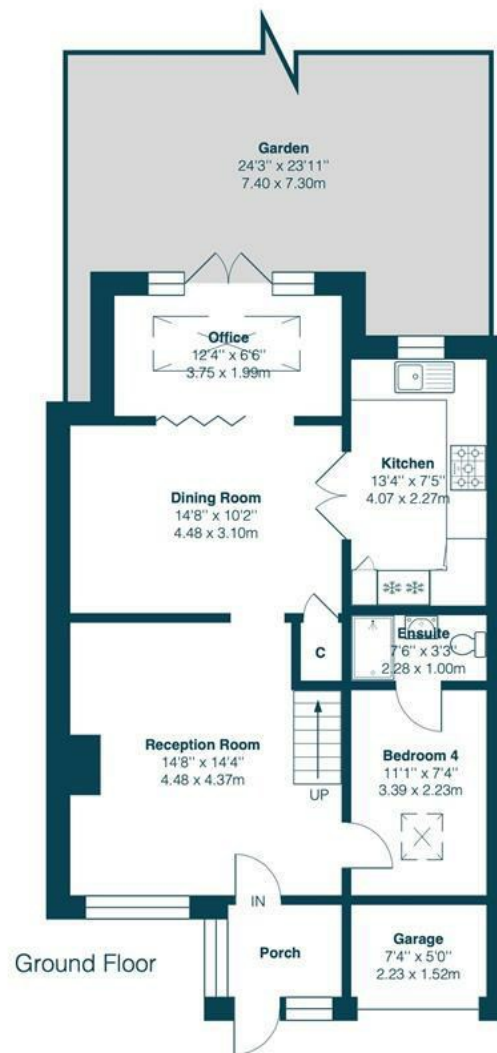 Garden
24'3'' x 23'11''
7.40 x 7.30m
Office
12'4'' x 6'6''
3.75 x 1.99m
Kitchen
13'4'' x 7'5''
4.07 x 2.27m
Dining Room
14'8'' x 10'2''
4.48 x 3.10m
C
Ensuite
7'6'' x 3'3''
2.28 x 1.00m
Reception Room
14'8'' x 14'4''
4.48 x 4.37m
UP
Bedroom 4
11'1'' x 7'4''
3.39 x 2.23m
IN
Porch
Garage
7'4'' x 5'0''
2.23 x 1.52m
Ground Floor